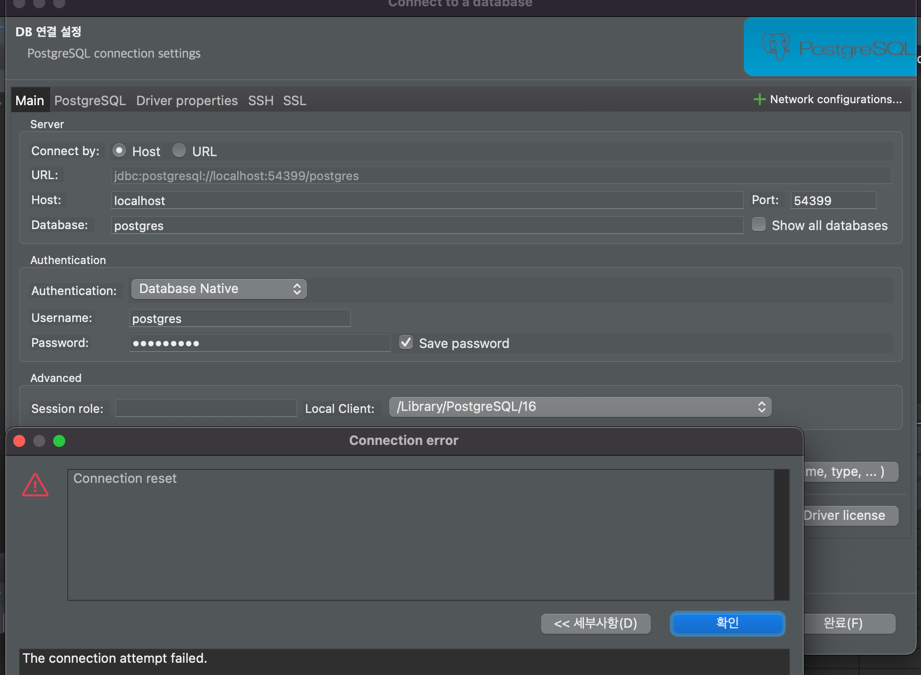 Connect to a database
DB 연결 설정
PostgreSQL connection settings
PostgreSQL
Main PostgreSQL Driver properties SSH SSL
Network configurations...
Server
Connect by: Host URL
URL: jdbc:postgresql://localhost:54399/postgres
Host: localhost Port: 54399
Database: postgres Show all databases
Authentication
Authentication: Database Native
Username: postgres
Password: ●●●●●●●●● Save password
Advanced
Session role: Local Client: /Library/PostgreSQL/16
Connection error
Connection reset
me, type, ... )
Driver license
<< 세부사항(D) 확인 완료(F)
The connection attempt failed.